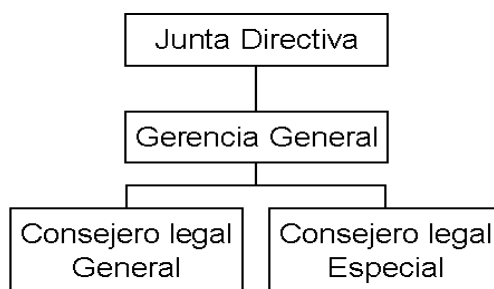 Junta Directiva
Gerencia General
Consejero legal
General
Consejero legal
Especial